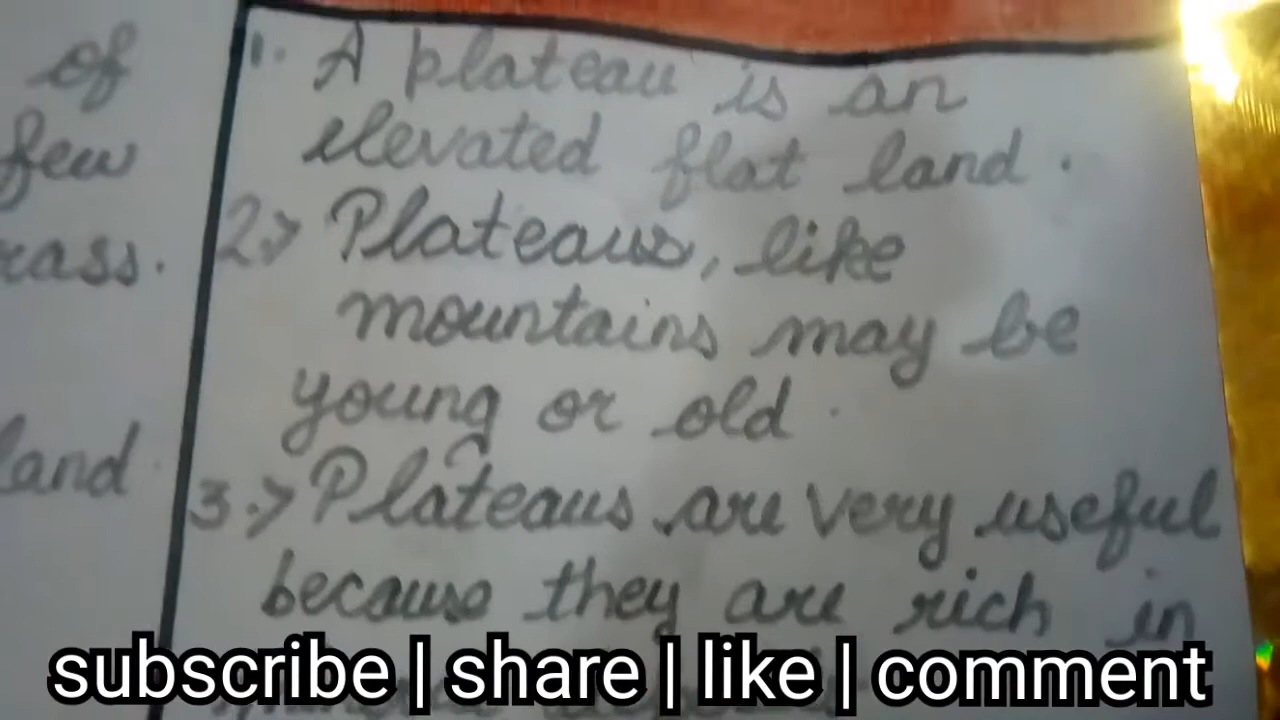 of
few
rass.
land.
1. A plateau is an
elevated flat land.
2.> Plateaus, like
mountains may be
young or old.
3.> Plateaus are very useful
because they are rich in
subscribe | share | like | comment